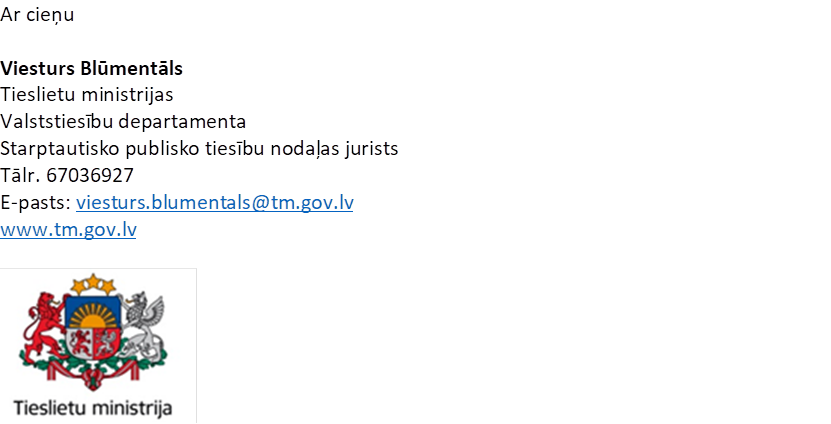 Ar cieņu
Viesturs Blūmentāls
Tieslietu ministrijas
Valststiesību departamenta
Starptautisko publisko tiesību nodaļas jurists
Tālr. 67036927
E-pasts: viesturs.blumentals@tm.gov.lv
www.tm.gov.lv
Tieslietu ministrija